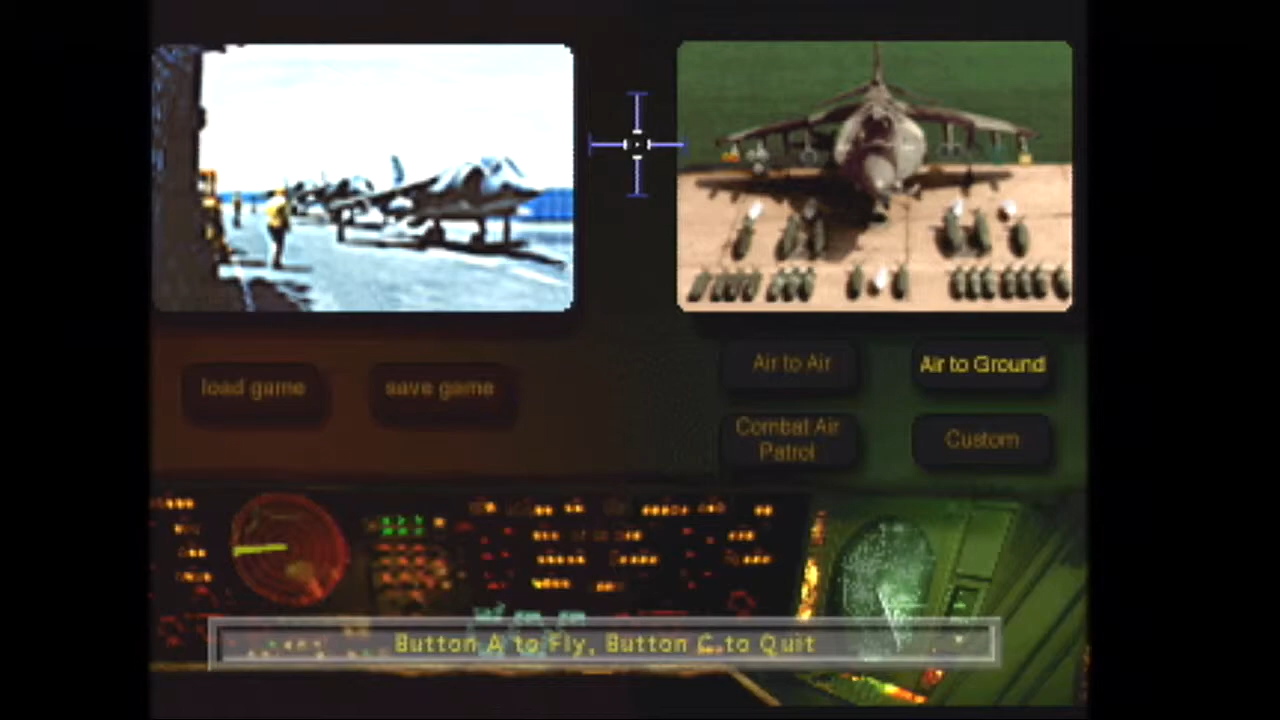 Air to Air
Air to Ground
load game
save game
Combat Air
Patrol
Custom
Button A to Fly, Button C to Quit